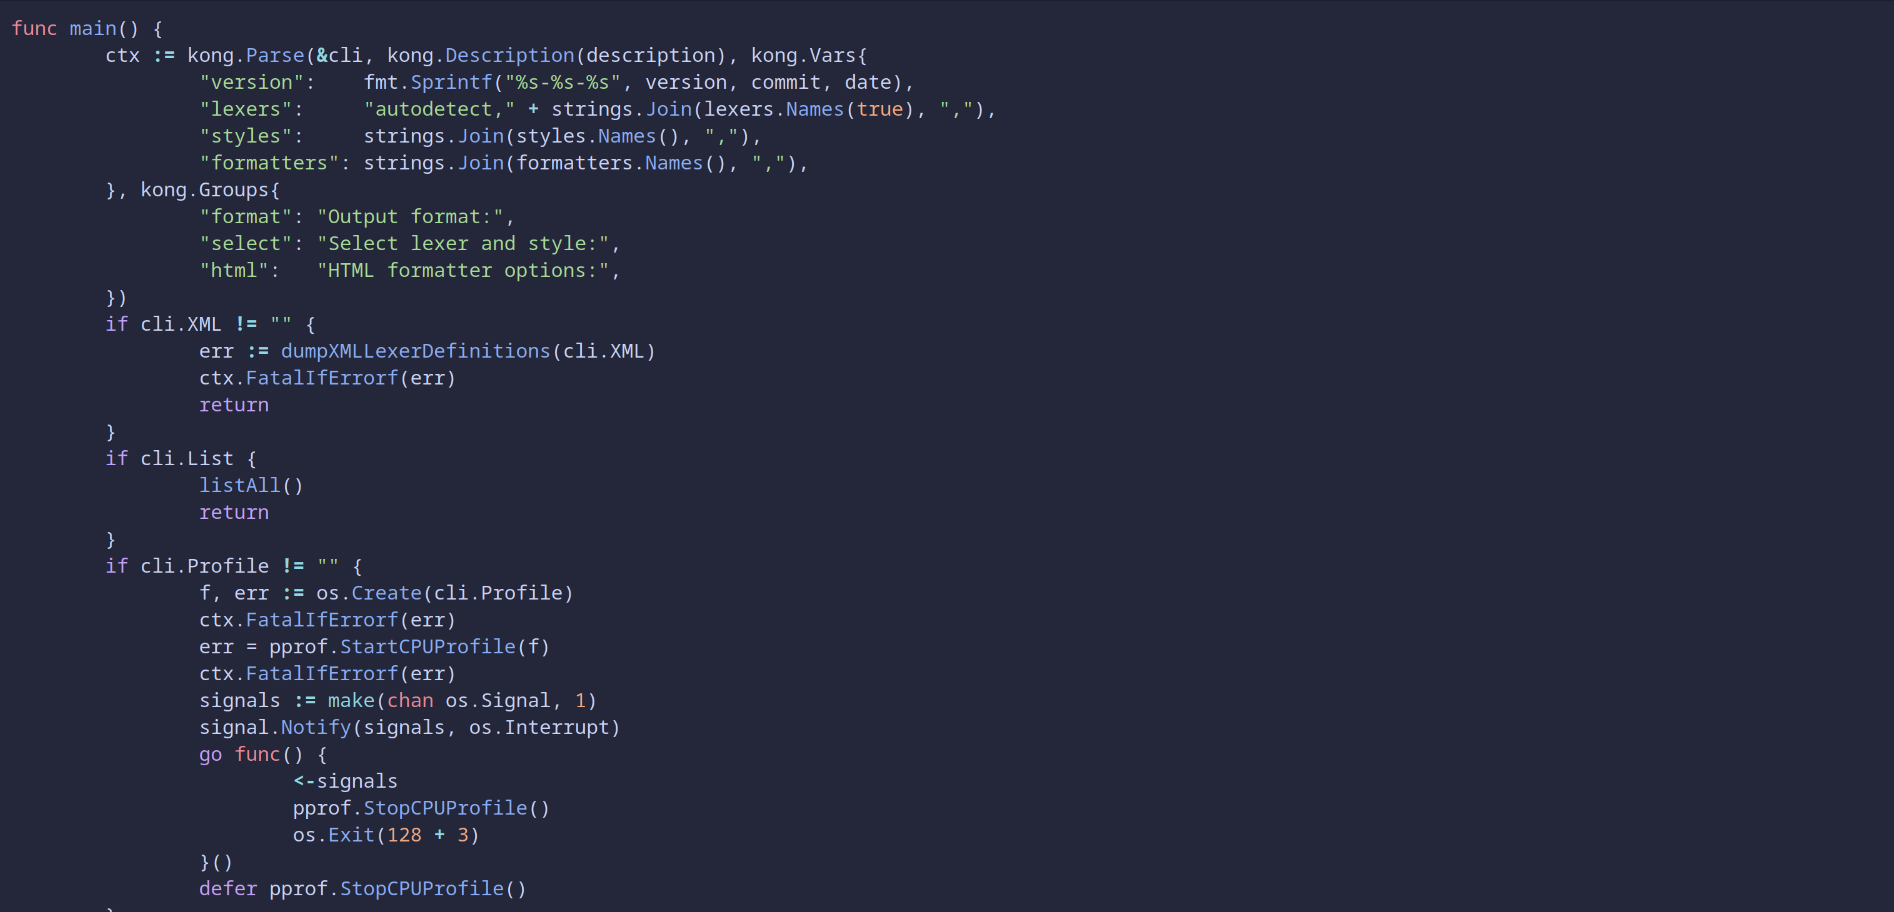 func main() {
        ctx := kong.Parse(&cli, kong.Description(description), kong.Vars{
                "version":    fmt.Sprintf("%s-%s-%s", version, commit, date),
                "lexers":     "autodetect," + strings.Join(lexers.Names(true), ","),
                "styles":     strings.Join(styles.Names(), ","),
                "formatters": strings.Join(formatters.Names(), ","),
        }, kong.Groups{
                "format": "Output format:",
                "select": "Select lexer and style:",
                "html":   "HTML formatter options:",
        })
        if cli.XML != "" {
                err := dumpXMLLexerDefinitions(cli.XML)
                ctx.FatalIfErrorf(err)
                return
        }
        if cli.List {
                listAll()
                return
        }
        if cli.Profile != "" {
                f, err := os.Create(cli.Profile)
                ctx.FatalIfErrorf(err)
                err = pprof.StartCPUProfile(f)
                ctx.FatalIfErrorf(err)
                signals := make(chan os.Signal, 1)
                signal.Notify(signals, os.Interrupt)
                go func() {
                        <-signals
                        pprof.StopCPUProfile()
                        os.Exit(128 + 3)
                }()
                defer pprof.StopCPUProfile()
        }